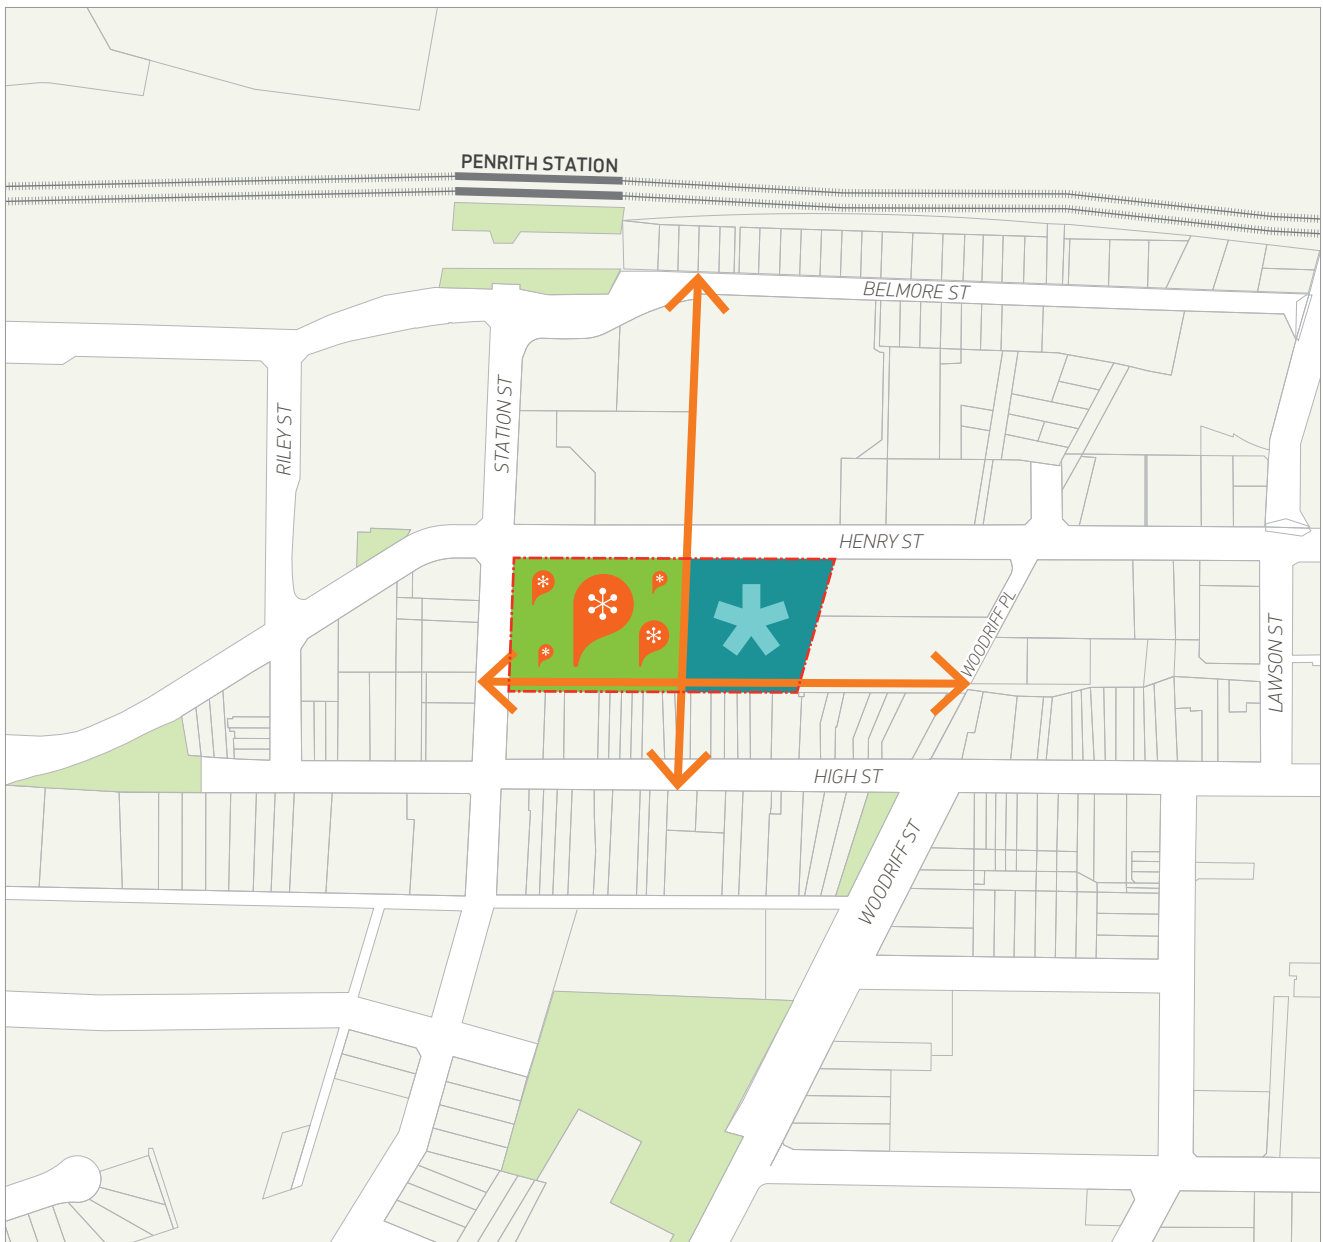 PENRITH STATION
BELMORE ST
RILEY ST
STATION ST
HENRY ST
WOODRIFF PL
LAWSON ST
HIGH ST
WOODRIFF ST